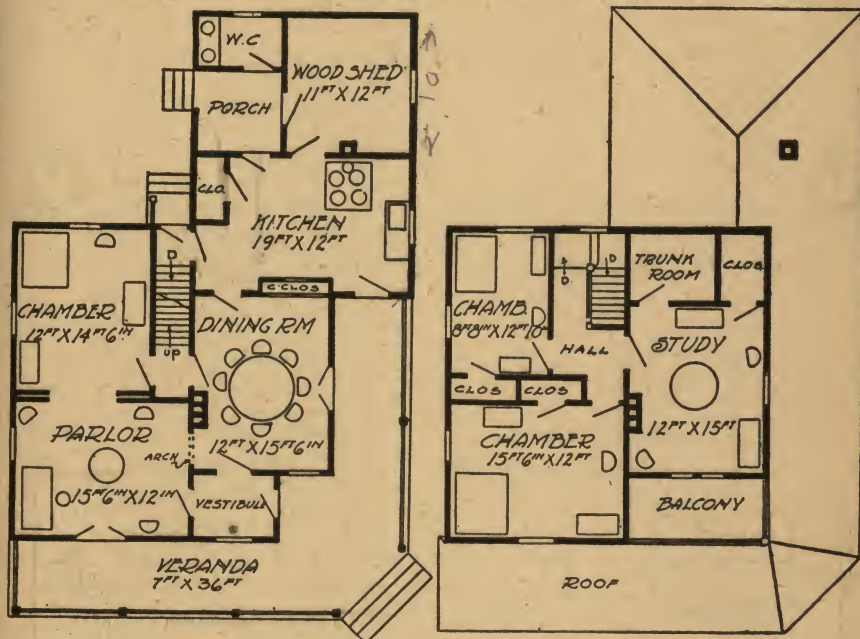 W.C
WOOD SHED
11FT X 12FT
PORCH
CLO.
KITCHEN
19FT X 12FT
C·CLOS
D
UP
CHAMBER
12FT X 14FT 6IN
DINING RM
12FT X 15FT 6IN
PARLOR
ARCH
15FT 6IN X 12IN
VESTIBULE
VERANDA
7FT X 36FT
CHAMB.
8FT 8IN X 12FT 10IN
D
D
TRUNK
ROOM
CLOS
HALL
STUDY
12FT X 15FT
CLOS
CLOS
CHAMBER
15FT 6IN X 12FT
BALCONY
ROOF